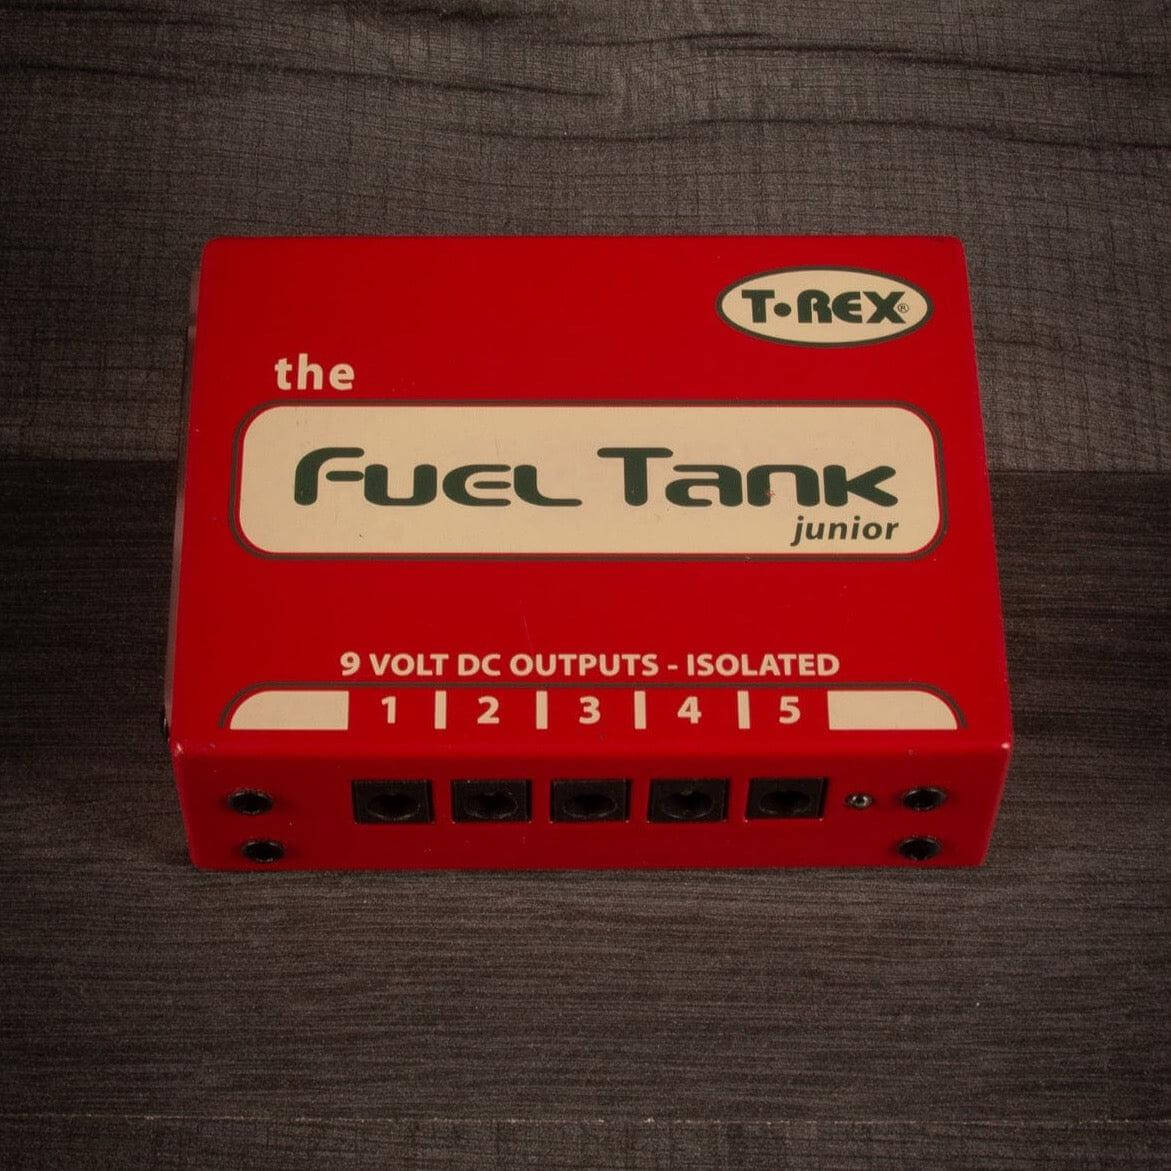 T•REX®
the
Fuel Tank
junior
9 VOLT DC OUTPUTS - ISOLATED
1 2 3 4 5